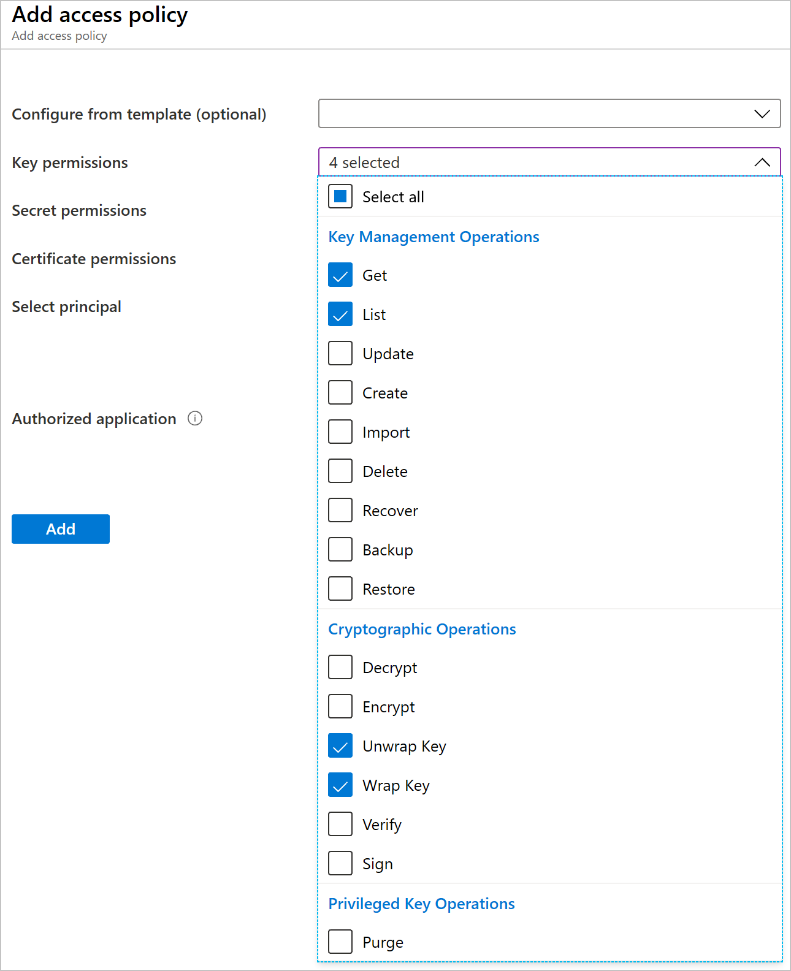 Add access policy
Add access policy
Configure from template (optional)
Key permissions
4 selected
Select all
Secret permissions
Key Management Operations
Certificate permissions
Get
Select principal
List
Update
Create
Authorized application
Import
Delete
Recover
Add
Backup
Restore
Cryptographic Operations
Decrypt
Encrypt
Unwrap Key
Wrap Key
Verify
Sign
Privileged Key Operations
Purge